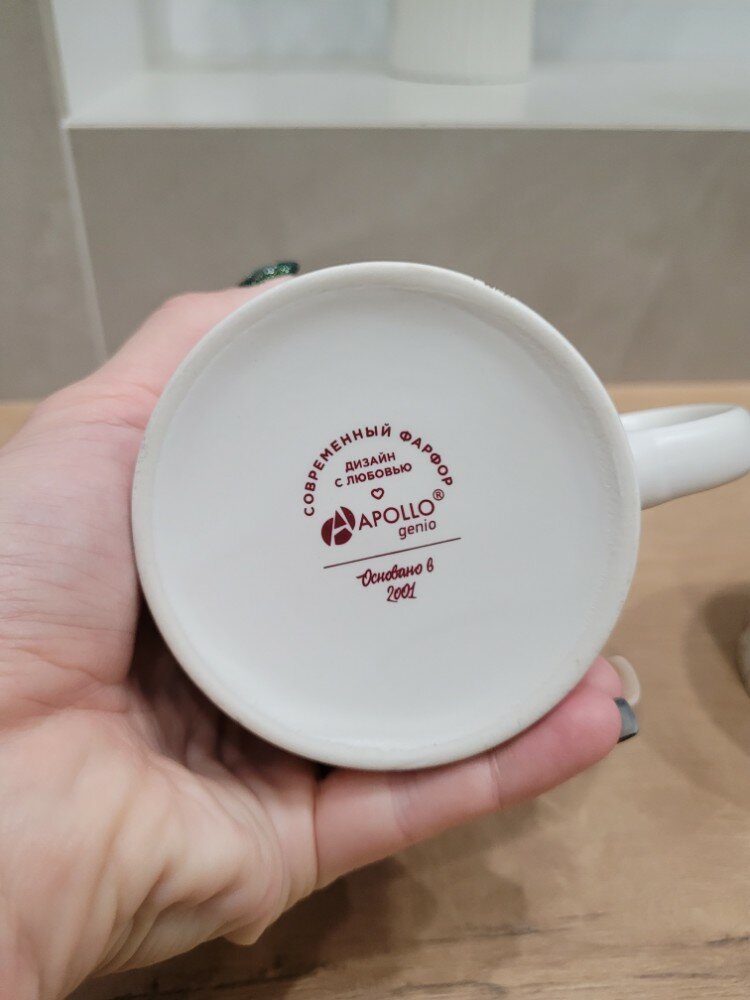 СОВРЕМЕННЫЙ ФАРФОР
ДИЗАЙН
С ЛЮБОВЬЮ
APOLLO®
genio
Основано в
2001